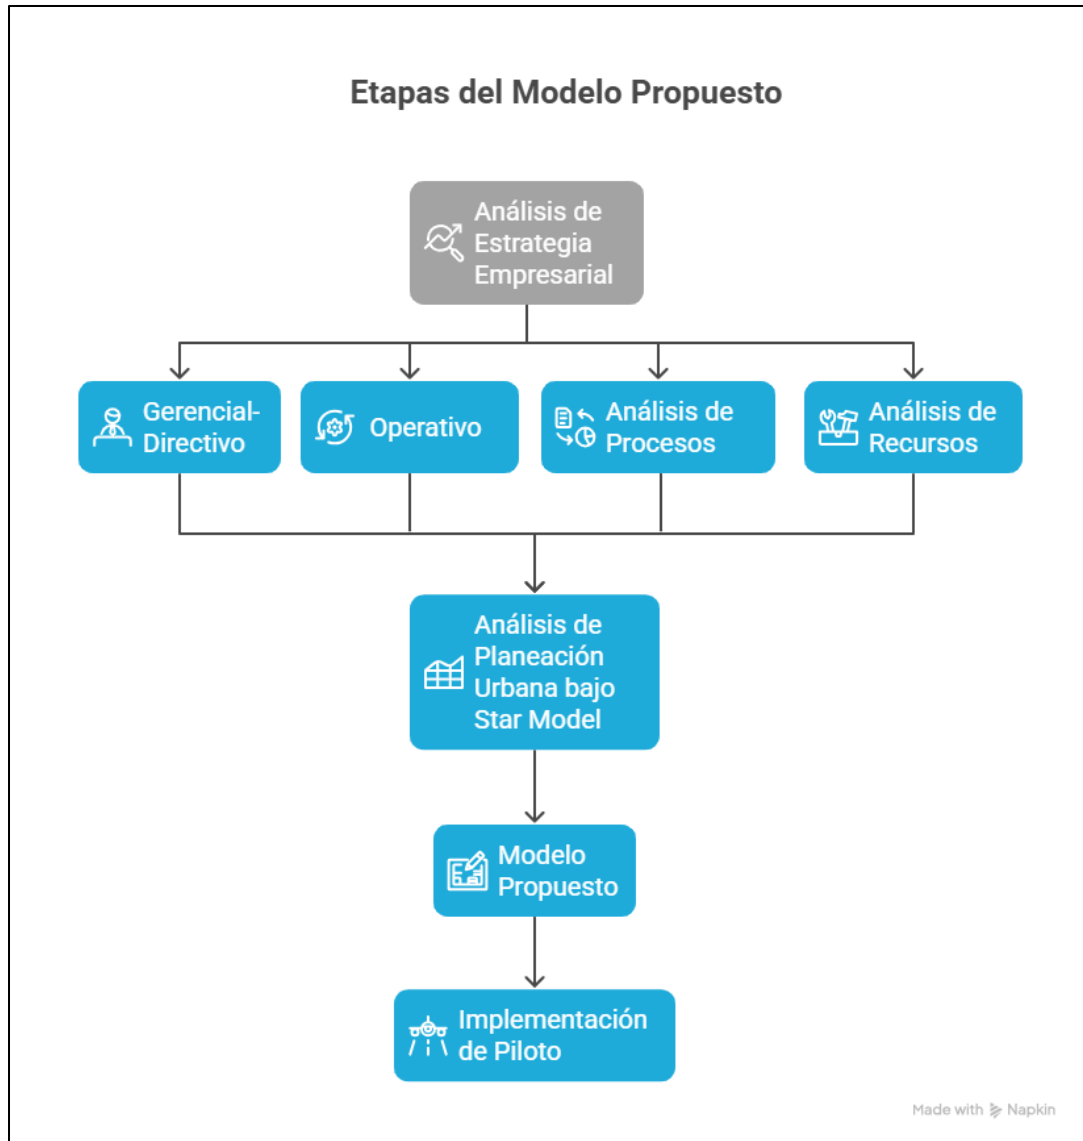 Etapas del Modelo Propuesto
Análisis de
Estrategia
Empresarial
Gerencial-
Directivo
Operativo
Análisis de
Procesos
Análisis de
Recursos
Análisis de
Planeación
Urbana bajo
Star Model
Modelo
Propuesto
Implementación
de Piloto
Made with Napkin